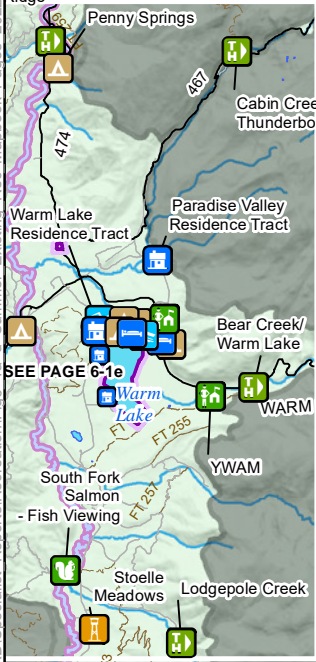 Penny Springs
T
H
T
H
467
Cabin Cree
Thunderbo
474
Warm Lake
Residence Tract
Paradise Valley
Residence Tract
Bear Creek/
Warm Lake
SEE PAGE 6-1e
Warm
Lake
T
H
WARM
FT 255
YWAM
South Fork
Salmon
- Fish Viewing
FT 257
Stoelle
Meadows
Lodgepole Creek
T
H